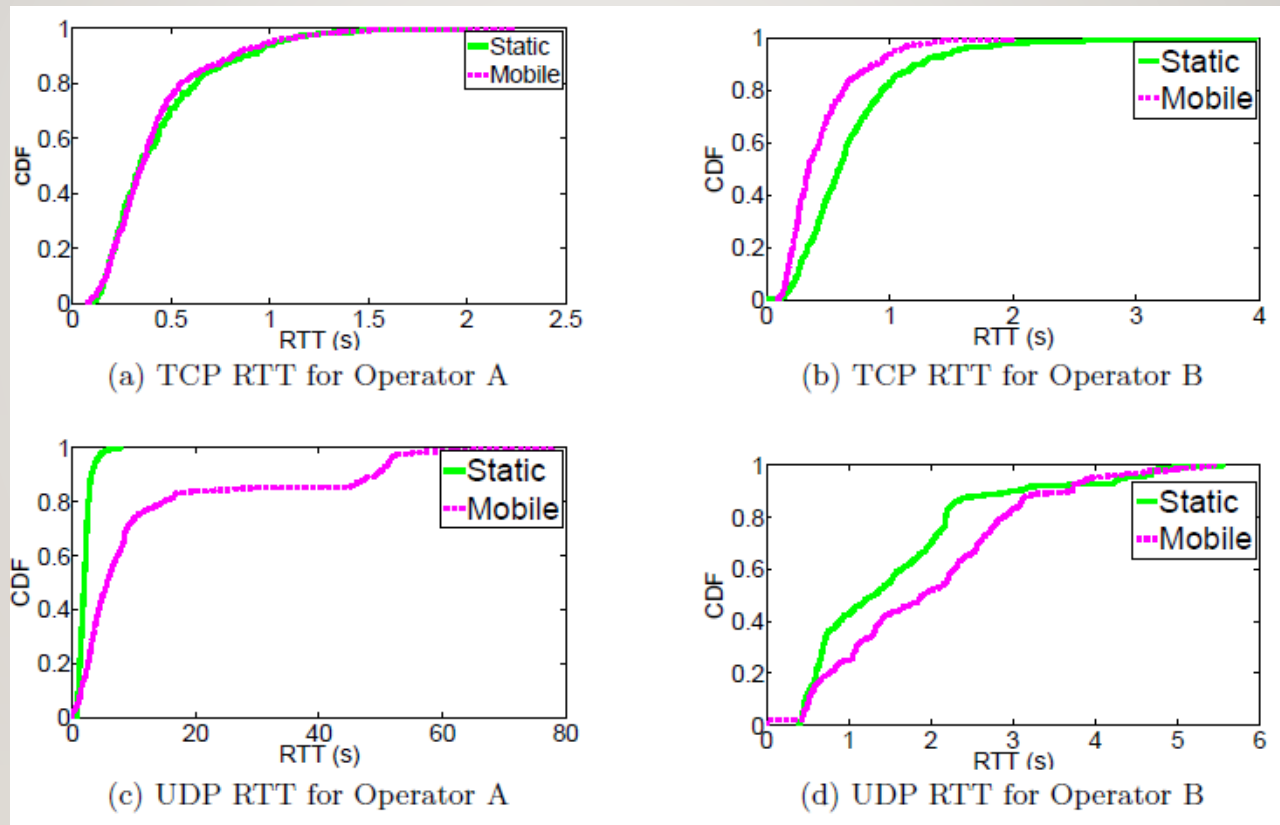 1
0.8
0.6
0.4
0.2
0
CDF
Static
Mobile
0 0.5 1 1.5 2 2.5
RTT (s)
(a) TCP RTT for Operator A
1
0.8
0.6
0.4
0.2
0
CDF
Static
Mobile
0 1 2 3 4
RTT (s)
(b) TCP RTT for Operator B
1
0.8
0.6
0.4
0.2
0
CDF
Static
Mobile
0 20 40 60 80
RTT (s)
(c) UDP RTT for Operator A
1
0.8
0.6
0.4
0.2
0
CDF
Static
Mobile
0 1 2 3 4 5 6
RTT (s)
(d) UDP RTT for Operator B